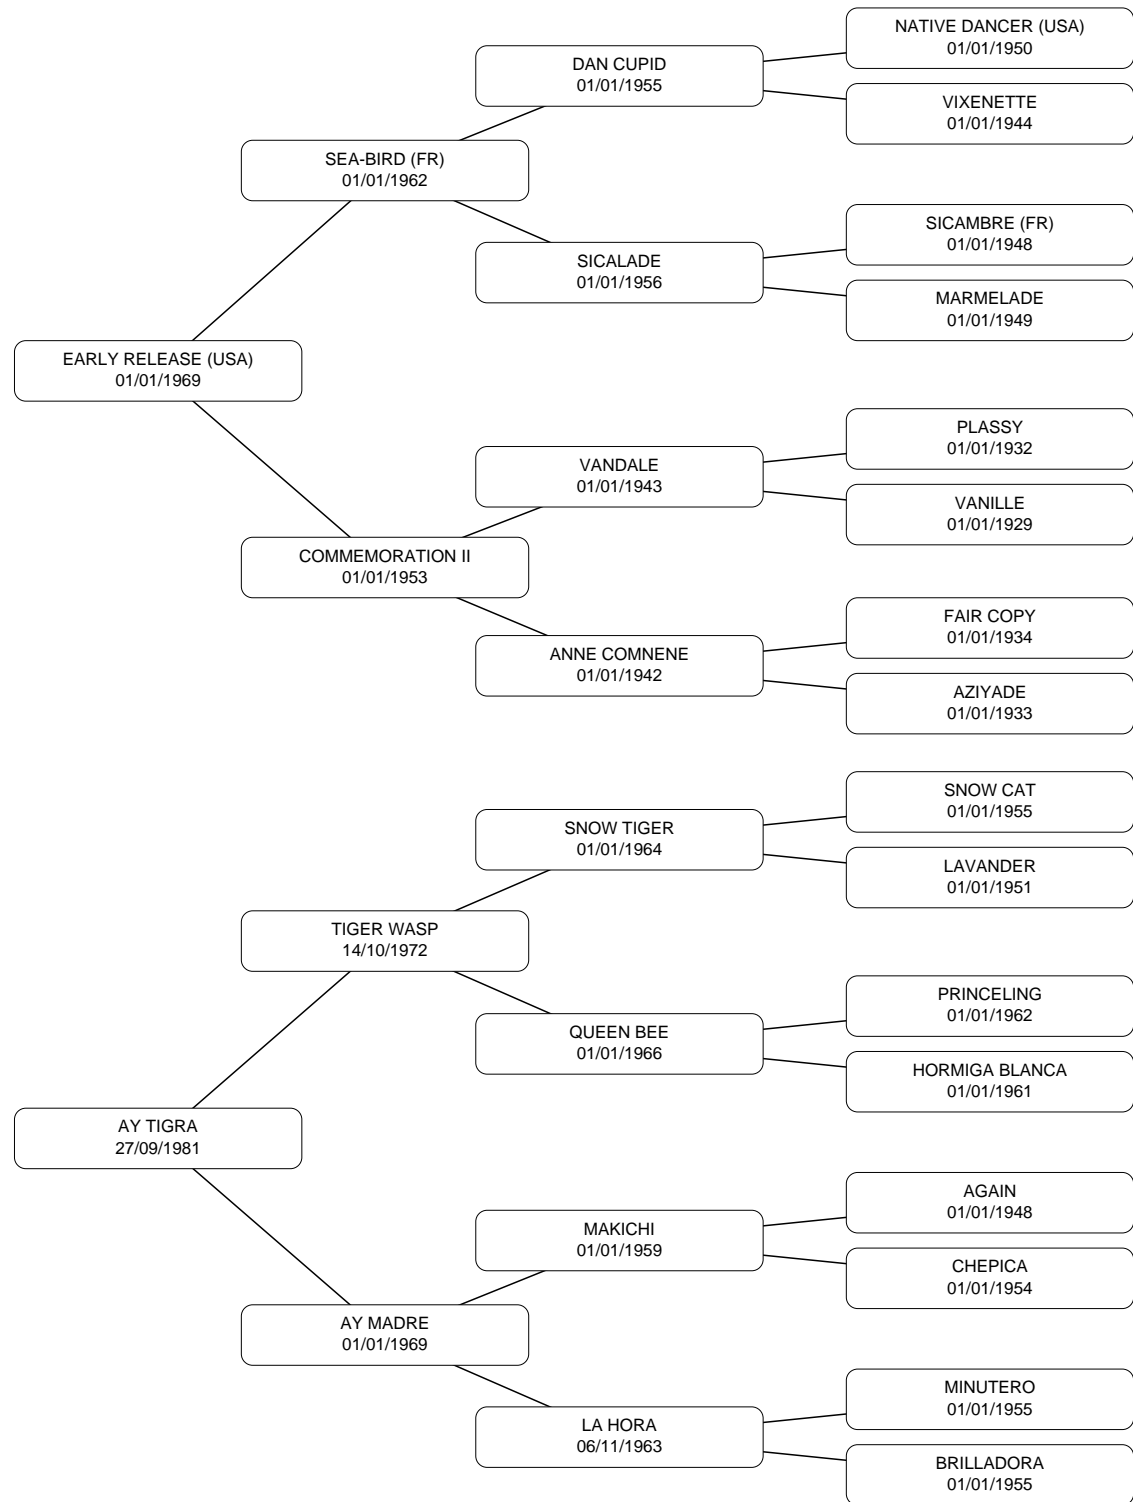 NATIVE DANCER (USA)
01/01/1950
DAN CUPID
01/01/1955
VIXENETTE
01/01/1944
SEA-BIRD (FR)
01/01/1962
SICAMBRE (FR)
01/01/1948
SICALADE
01/01/1956
MARMELADE
01/01/1949
EARLY RELEASE (USA)
01/01/1969
PLASSY
01/01/1932
VANDALE
01/01/1943
VANILLE
01/01/1929
COMMEMORATION II
01/01/1953
FAIR COPY
01/01/1934
ANNE COMNENE
01/01/1942
AZIYADE
01/01/1933
SNOW CAT
01/01/1955
SNOW TIGER
01/01/1964
LAVANDER
01/01/1951
TIGER WASP
14/10/1972
PRINCELING
01/01/1962
QUEEN BEE
01/01/1966
HORMIGA BLANCA
01/01/1961
AY TIGRA
27/09/1981
AGAIN
01/01/1948
MAKICHI
01/01/1959
CHEPICA
01/01/1954
AY MADRE
01/01/1969
MINUTERO
01/01/1955
LA HORA
06/11/1963
BRILLADORA
01/01/1955